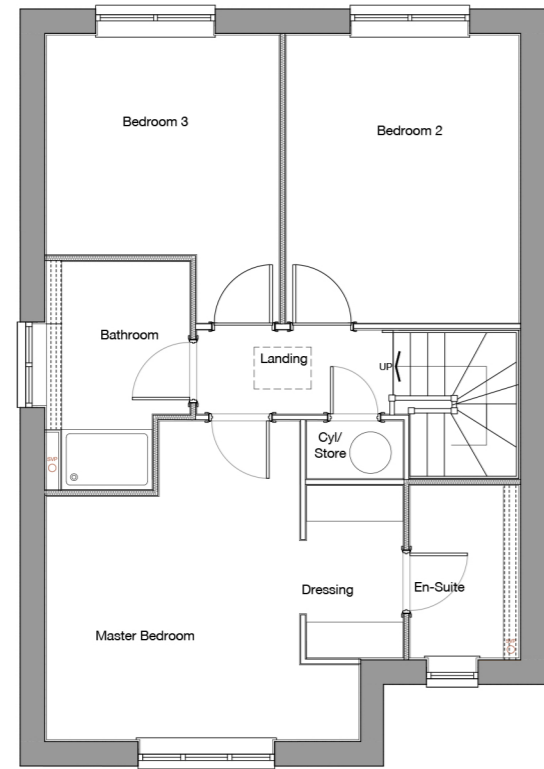 Bedroom 3
Bedroom 2
Bathroom
Landing
UP
Cyl/
Store
SVP
Dressing
En-Suite
Master Bedroom